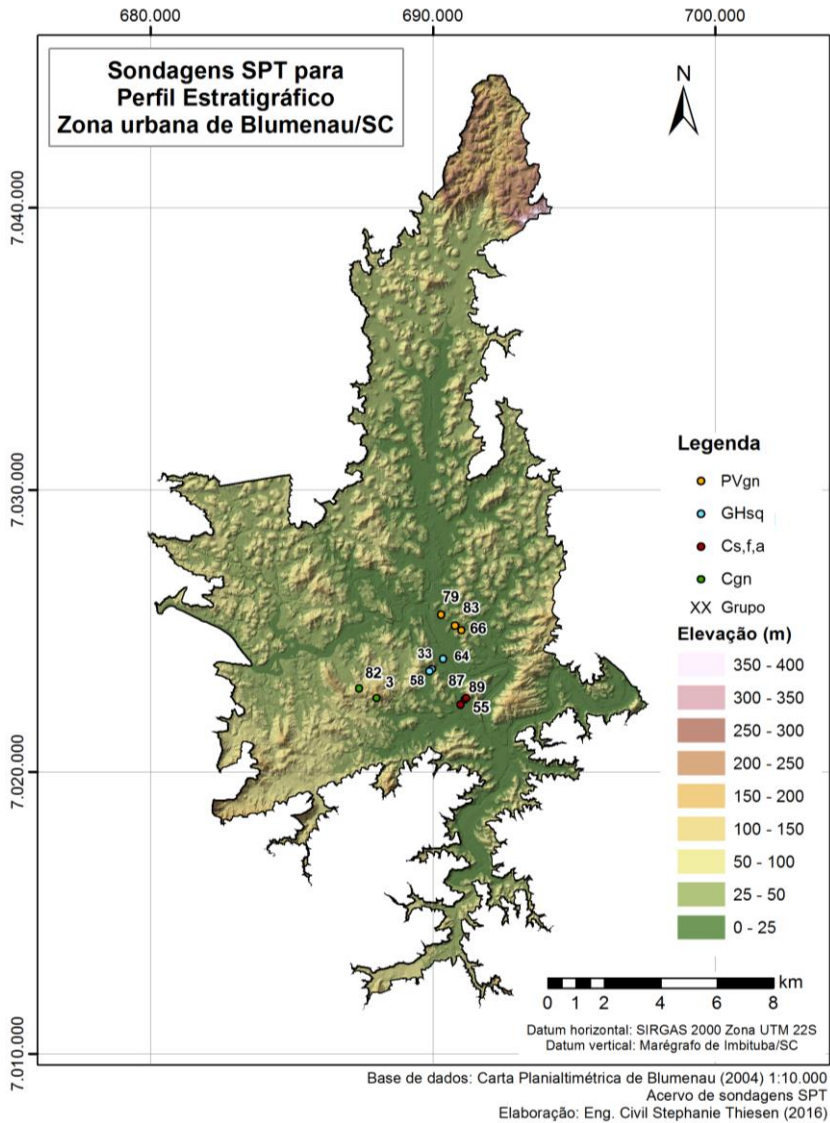 680.000
690.000
700.000
Sondagens SPT para
Perfil Estratigráfico
Zona urbana de Blumenau/SC
N
7.040.000
7.030.000
7.020.000
7.010.000
79
83
66
33
64
58
82
3
87
89
55
Legenda
PVgn
GHsq
Cs,f,a
Cgn
XX Grupo
Elevação (m)
350 - 400
300 - 350
250 - 300
200 - 250
150 - 200
100 - 150
50 - 100
25 - 50
0 - 25
km
0 1 2 4 6 8
Datum horizontal: SIRGAS 2000 Zona UTM 22S
Datum vertical: Marégrafo de Imbituba/SC
Base de dados: Carta Planialtimétrica de Blumenau (2004) 1:10.000
Acervo de sondagens SPT
Elaboração: Eng. Civil Stephanie Thiesen (2016)